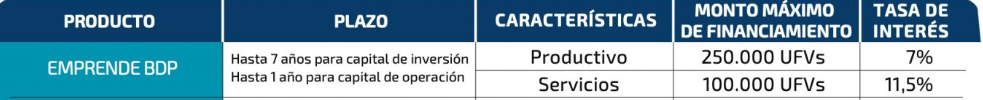 PRODUCTO PLAZO CARACTERÍSTICAS MONTO MÁXIMO DE FINANCIAMIENTO TASA DE INTERÉS
EMPRENDE BDP
Hasta 7 años para capital de inversión
Hasta 1 año para capital de operación
Productivo 250.000 UFVs 7%
Servicios 100.000 UFVs 11,5%